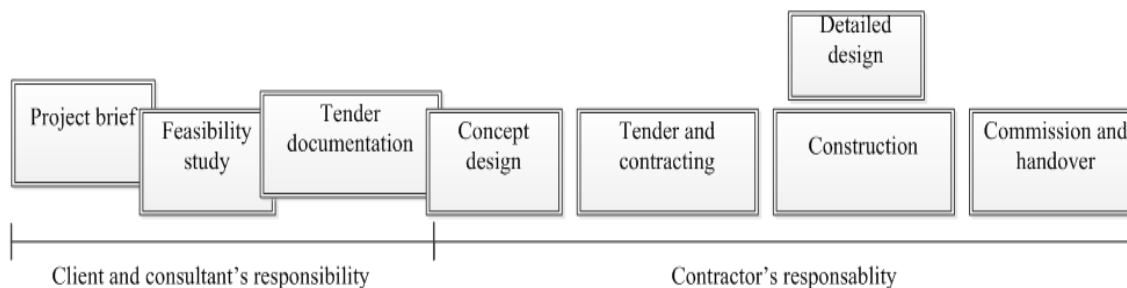 Project brief
Feasibility
study
Tender
documentation
Concept
design
Tender and
contracting
Detailed
design
Construction
Commission and
handover
Client and consultant's responsibility
Contractor's responsablity